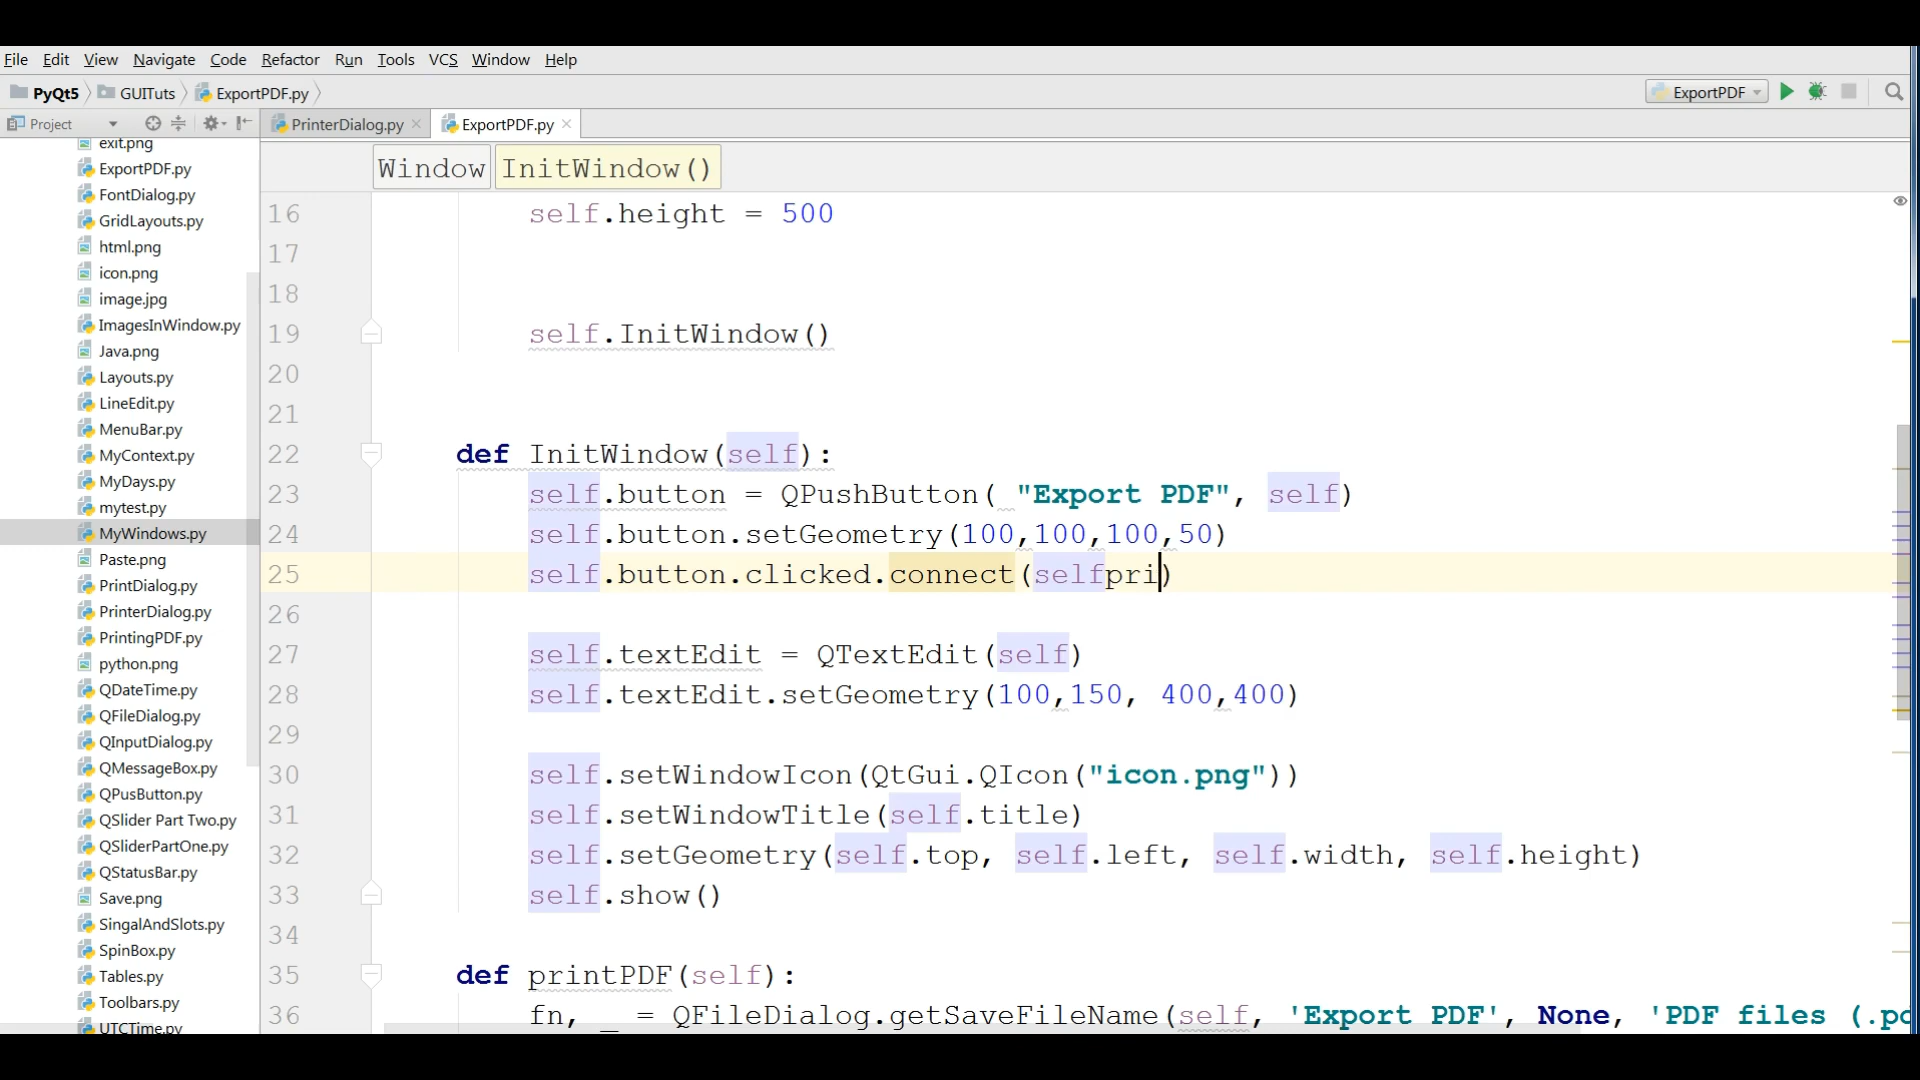 File Edit View Navigate Code Refactor Run Tools VCS Window Help
PyQt5 GUITuts ExportPDF.py ExportPDF
Project PrinterDialog.py ExportPDF.py
Window InitWindow()
exit.png
ExportPDF.py
FontDialog.py
GridLayouts.py
html.png
icon.png
image.jpg
ImagesInWindow.py
Java.png
Layouts.py
LineEdit.py
MenuBar.py
MyContext.py
MyDays.py
mytest.py
MyWindows.py
Paste.png
PrintDialog.py
PrinterDialog.py
PrintingPDF.py
python.png
QDateTime.py
QFileDialog.py
QInputDialog.py
QMessageBox.py
QPusButton.py
QSlider Part Two.py
QSliderPartOne.py
QStatusBar.py
Save.png
SingalAndSlots.py
SpinBox.py
Tables.py
Toolbars.py
UTCTime.py
16 self.height = 500
17
18
19 self.InitWindow()
20
21
22 def InitWindow(self):
23 self.button = QPushButton( "Export PDF", self)
24 self.button.setGeometry(100,100,100,50)
25 self.button.clicked.connect(selfpri)
26
27 self.textEdit = QTextEdit(self)
28 self.textEdit.setGeometry(100,150, 400,400)
29
30 self.setWindowIcon(QtGui.QIcon("icon.png"))
31 self.setWindowTitle(self.title)
32 self.setGeometry(self.top, self.left, self.width, self.height)
33 self.show()
34
35 def printPDF(self):
36 fn, _ = QFileDialog.getSaveFileName(self, 'Export PDF', None, 'PDF files (.pd